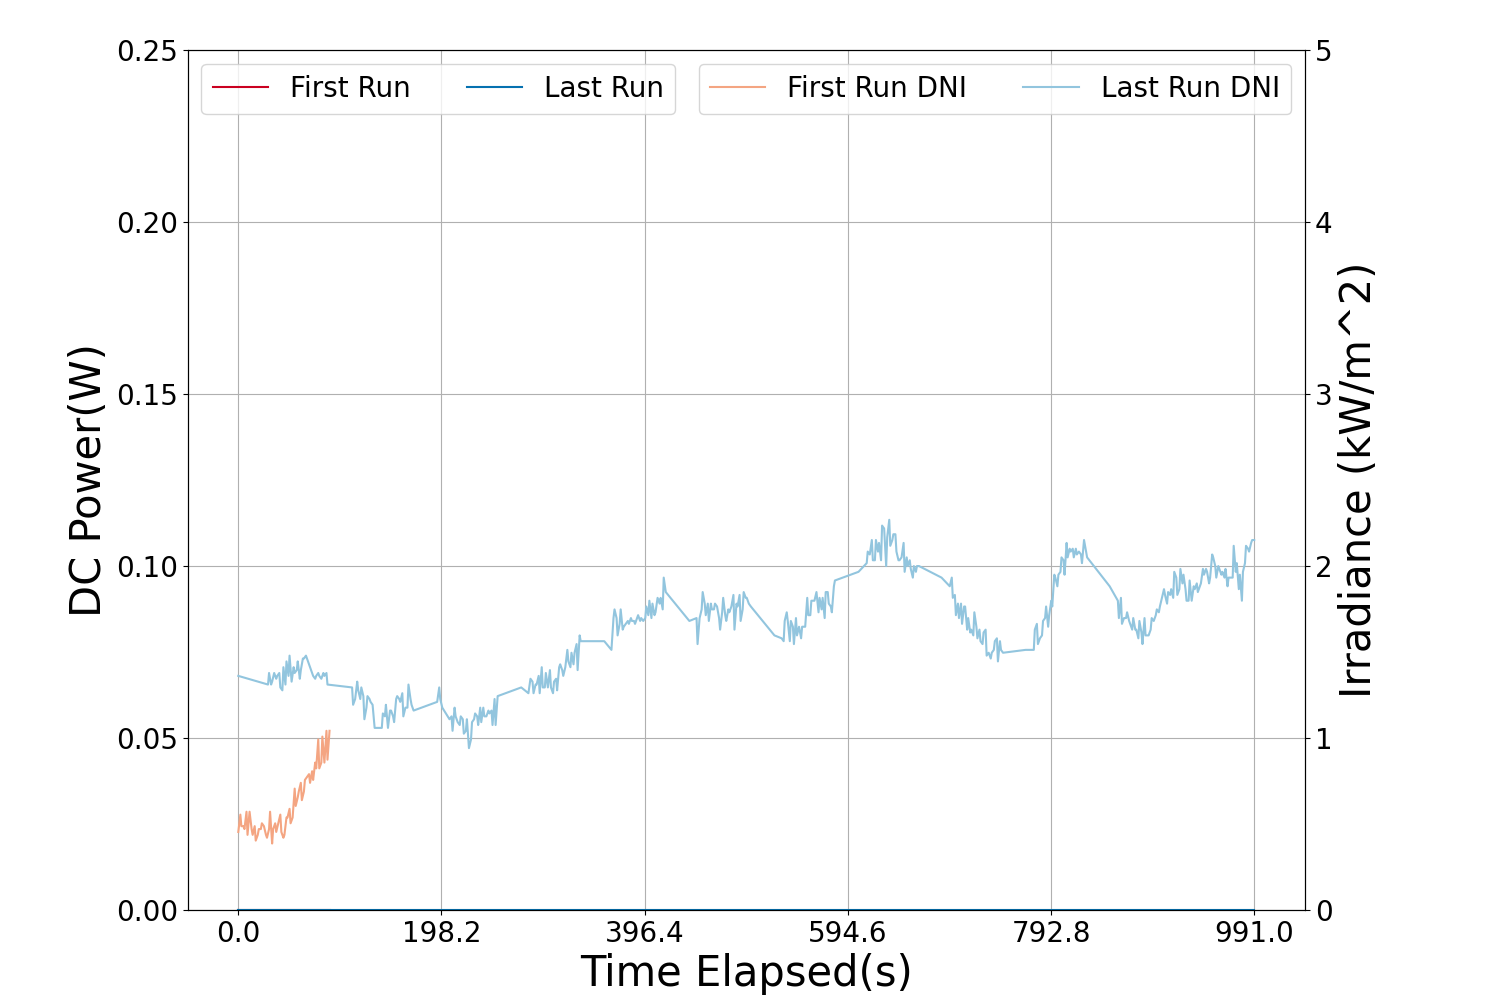 First Run
Last Run
First Run DNI
Last Run DNI
0.25
0.20
0.15
0.10
0.05
0.00
DC Power(W)
5
4
3
2
1
0
Irradiance (kW/m^2)
0.0
198.2
396.4
594.6
792.8
991.0
Time Elapsed(s)